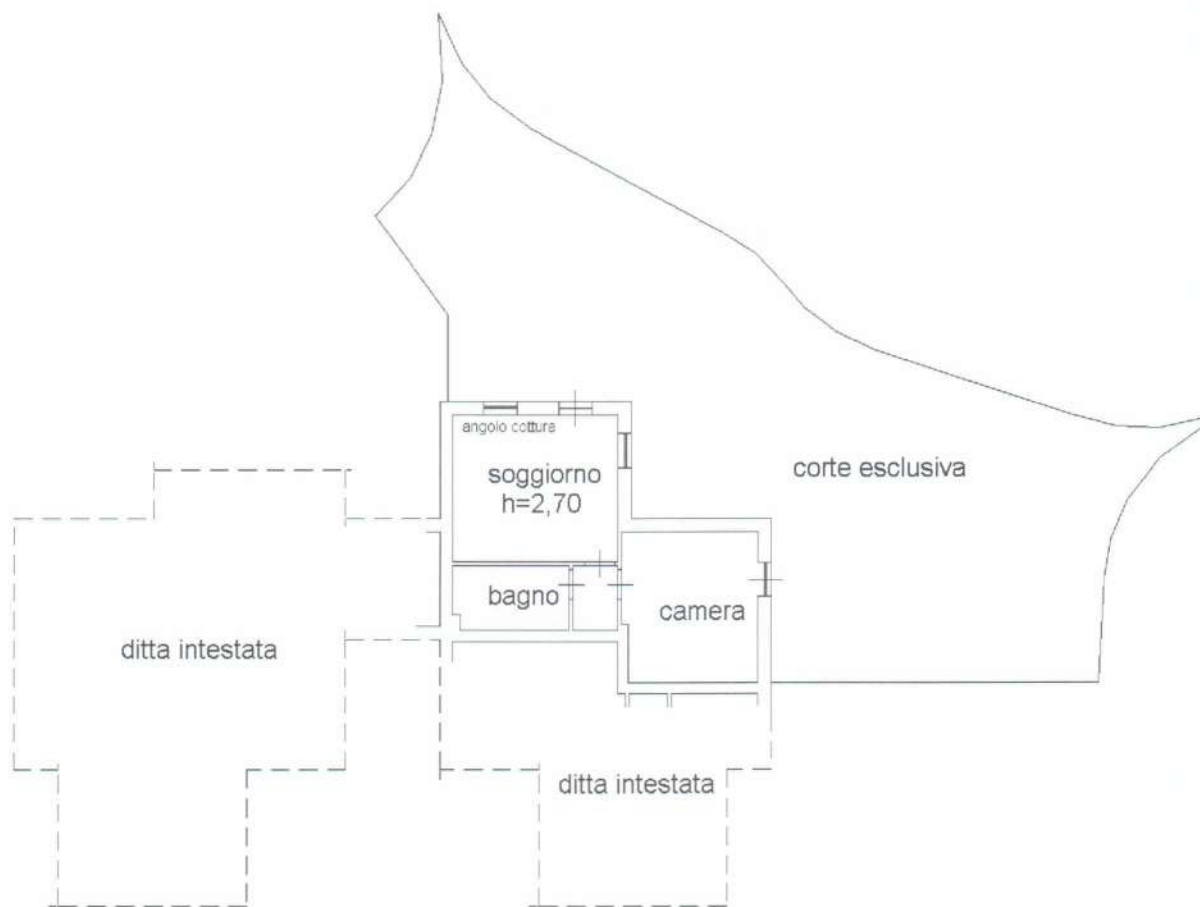 angolo cottura
soggiorno
h=2,70
corte esclusiva
bagno
camera
ditta intestata
ditta intestata